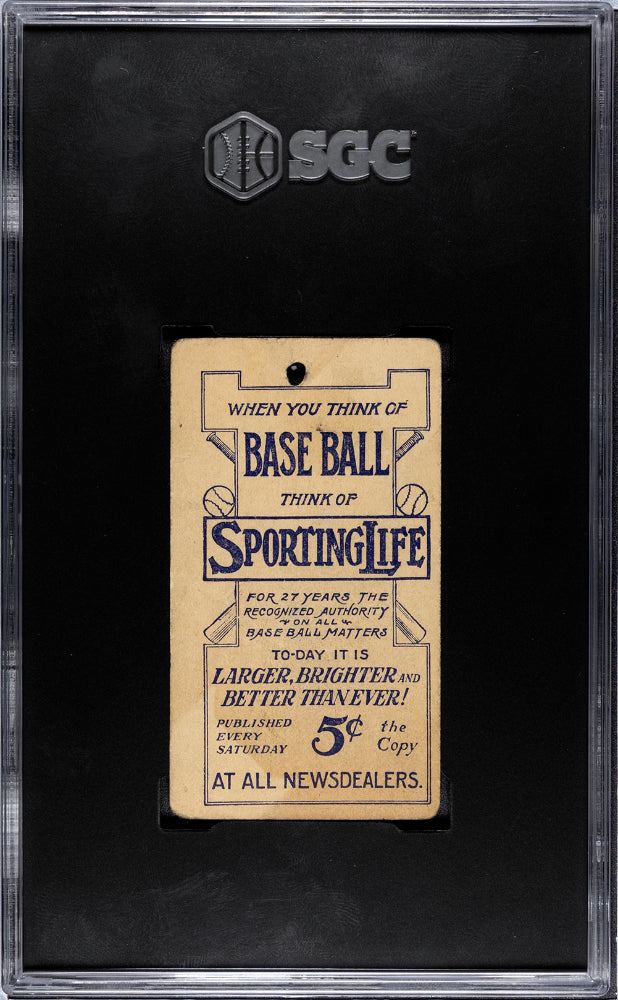 SGC
WHEN YOU THINK OF
BASE BALL
THINK OF
SPORTING LIFE
FOR 27 YEARS THE
RECOGNIZED AUTHORITY
ON ALL
BASE BALL MATTERS
TO-DAY IT IS
LARGER, BRIGHTER AND
BETTER THAN EVER!
PUBLISHED
EVERY
SATURDAY
5¢
the
Copy
AT ALL NEWSDEALERS.